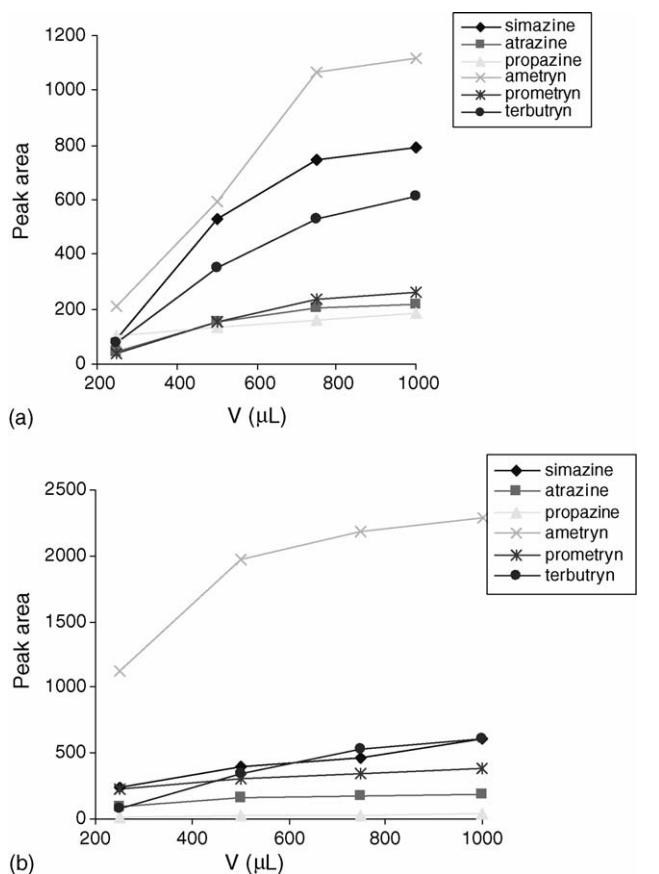 simazine
atrazine
propazine
ametryn
prometryn
terbutryn
1200
1000
800
600
400
200
0
Peak area
200 400 600 800 1000
V (µL)
(a)
simazine
atrazine
propazine
ametryn
prometryn
terbutryn
2500
2000
1500
1000
500
0
Peak area
200 400 600 800 1000
V (µL)
(b)